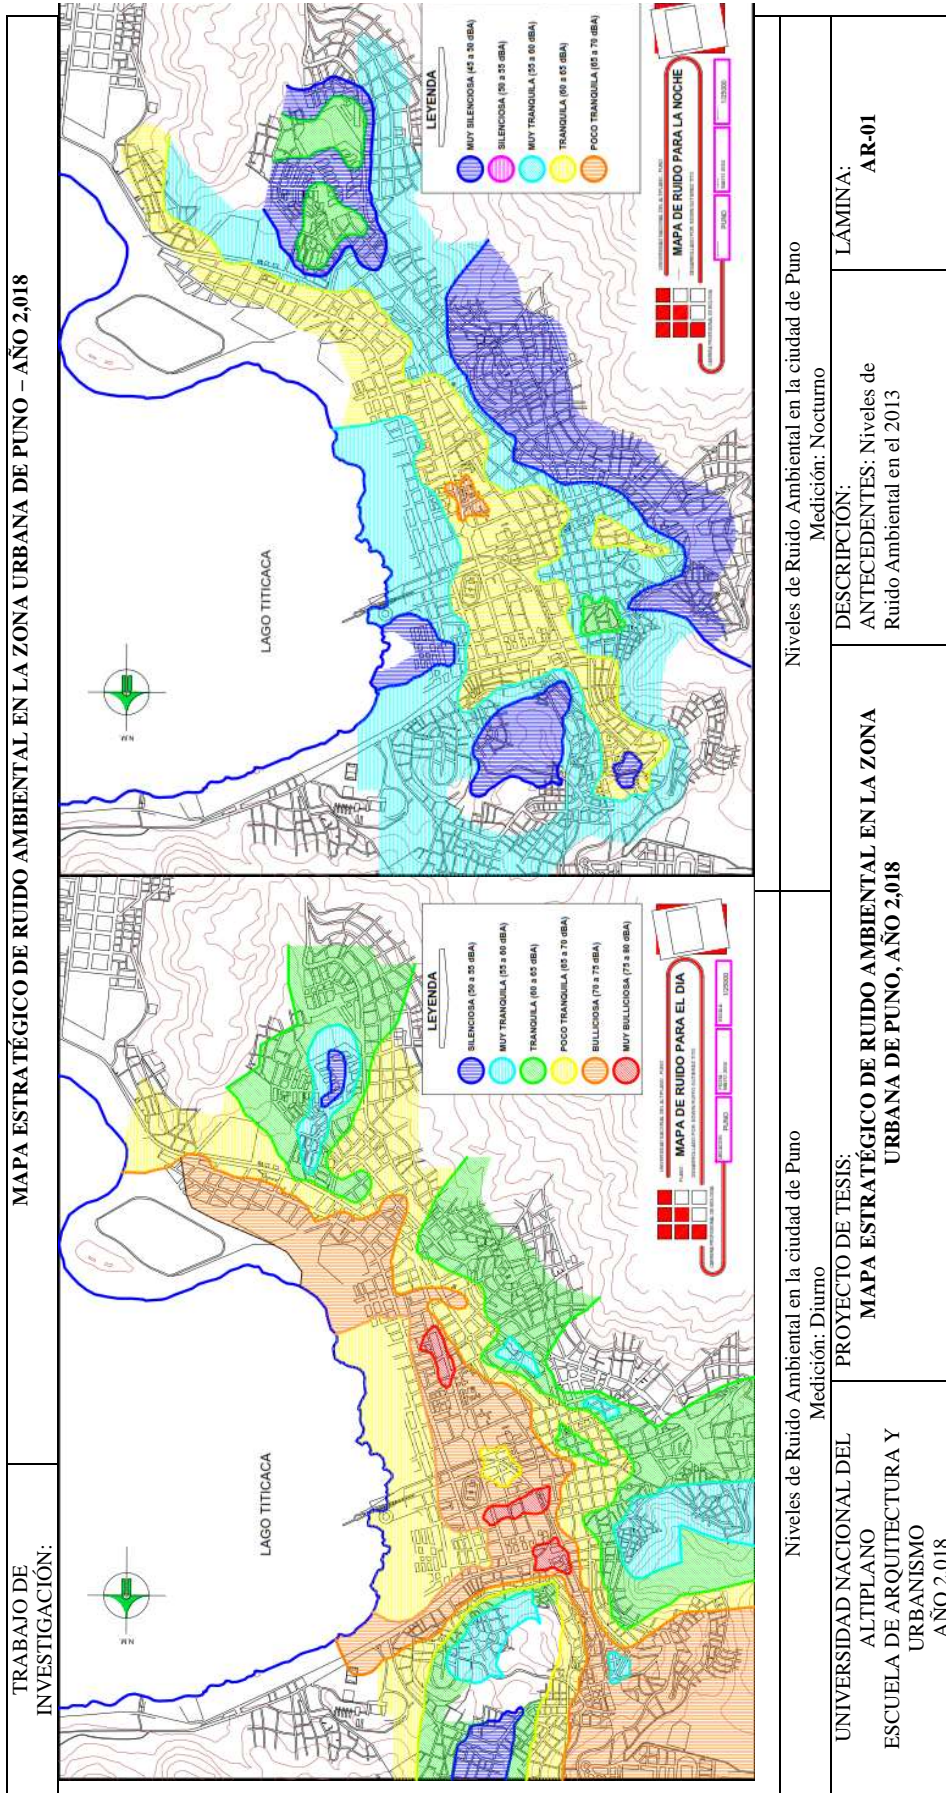 TRABAJO DE
INVESTIGACIÓN:
MAPA ESTRATÉGICO DE RUIDO AMBIENTAL EN LA ZONA URBANA DE PUNO – AÑO 2,018
N.M.
LAGO TITICACA
LEYENDA
SILENCIOSA (50 a 55 dBA)
MUY TRANQUILA (55 a 60 dBA)
TRANQUILA (60 a 65 dBA)
POCO TRANQUILA (65 a 70 dBA)
BULLICIOSA (70 a 75 dBA)
MUY BULLICIOSA (75 a 80 dBA)
MAPA DE RUIDO PARA EL DIA
PUNO
1/25000
N.M.
LAGO TITICACA
LEYENDA
MUY SILENCIOSA (45 a 50 dBA)
SILENCIOSA (50 a 55 dBA)
MUY TRANQUILA (55 a 60 dBA)
TRANQUILA (60 a 65 dBA)
POCO TRANQUILA (65 a 70 dBA)
MAPA DE RUIDO PARA LA NOCHE
PUNO
1/25000
Niveles de Ruido Ambiental en la ciudad de Puno
Medición: Diurno
Niveles de Ruido Ambiental en la ciudad de Puno
Medición: Nocturno
UNIVERSIDAD NACIONAL DEL
ALTIPLANO
ESCUELA DE ARQUITECTURA Y
URBANISMO
AÑO 2,018
PROYECTO DE TESIS:
MAPA ESTRATÉGICO DE RUIDO AMBIENTAL EN LA ZONA
URBANA DE PUNO, AÑO 2,018
DESCRIPCIÓN:
ANTECEDENTES: Niveles de
Ruido Ambiental en el 2013
LÁMINA:
AR-01